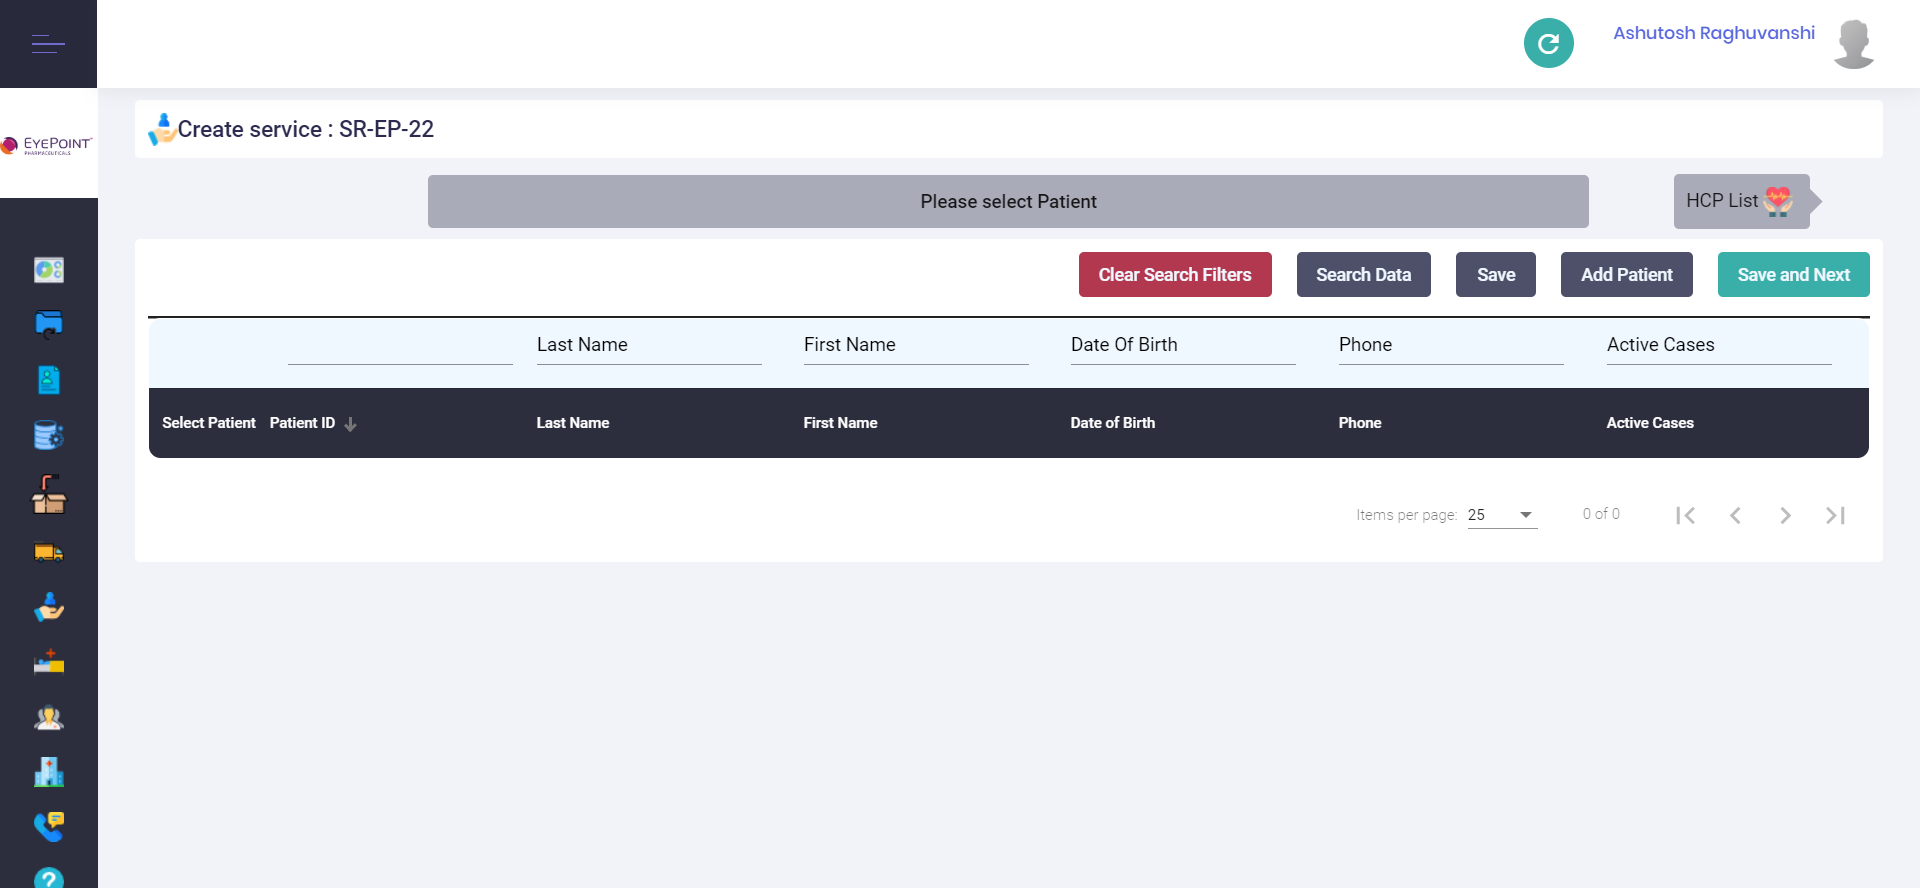 Ashutosh Raghuvanshi
EYEPOINT
PHARMACEUTICALS
Create service : SR-EP-22
Please select Patient
HCP List
Clear Search Filters
Search Data
Save
Add Patient
Save and Next
Last Name
First Name
Date Of Birth
Phone
Active Cases
Select Patient
Patient ID
Last Name
First Name
Date of Birth
Phone
Active Cases
Items per page: 25
0 of 0
?